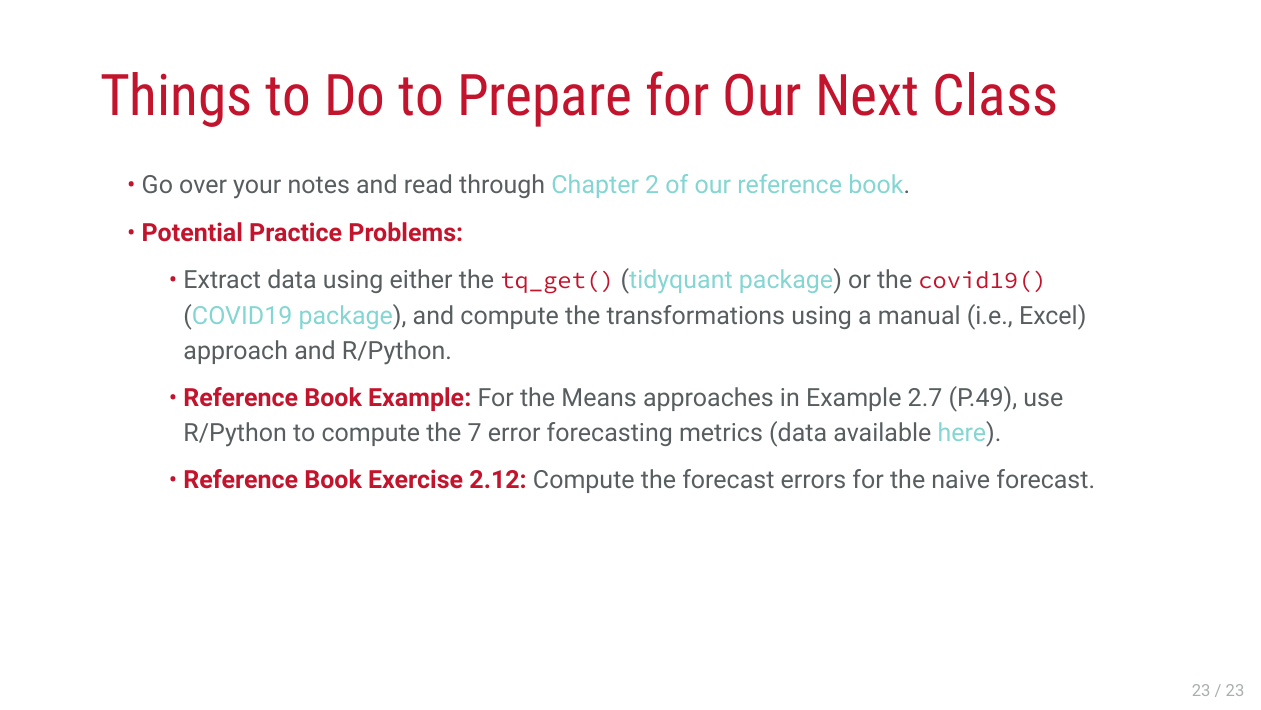 Things to Do to Prepare for Our Next Class
• Go over your notes and read through Chapter 2 of our reference book.
• Potential Practice Problems:
• Extract data using either the tq_get() (tidyquant package) or the covid19()
(COVID19 package), and compute the transformations using a manual (i.e., Excel)
approach and R/Python.
• Reference Book Example: For the Means approaches in Example 2.7 (P.49), use
R/Python to compute the 7 error forecasting metrics (data available here).
• Reference Book Exercise 2.12: Compute the forecast errors for the naive forecast.
23 / 23